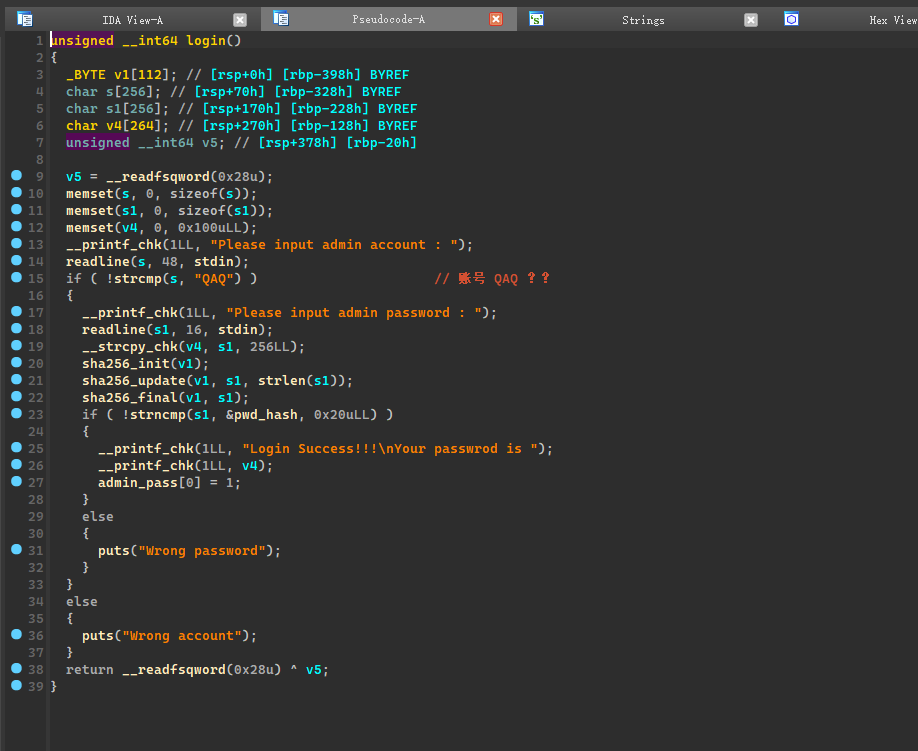 IDA View-A Pseudocode-A Strings Hex View
1 unsigned __int64 login()
2 {
3 _BYTE v1[112]; // [rsp+0h] [rbp-398h] BYREF
4 char s[256]; // [rsp+70h] [rbp-328h] BYREF
5 char s1[256]; // [rsp+170h] [rbp-228h] BYREF
6 char v4[264]; // [rsp+270h] [rbp-128h] BYREF
7 unsigned __int64 v5; // [rsp+378h] [rbp-20h]
8
9 v5 = __readfsqword(0x28u);
10 memset(s, 0, sizeof(s));
11 memset(s1, 0, sizeof(s1));
12 memset(v4, 0, 0x100uLL);
13 __printf_chk(1LL, "Please input admin account : ");
14 readline(s, 48, stdin);
15 if ( !strcmp(s, "QAQ") ) // 账号 QAQ ？？
16 {
17 __printf_chk(1LL, "Please input admin password : ");
18 readline(s1, 16, stdin);
19 __strcpy_chk(v4, s1, 256LL);
20 sha256_init(v1);
21 sha256_update(v1, s1, strlen(s1));
22 sha256_final(v1, s1);
23 if ( !strncmp(s1, &pwd_hash, 0x20uLL) )
24 {
25 __printf_chk(1LL, "Login Success!!!\nYour passwrod is ");
26 __printf_chk(1LL, v4);
27 admin_pass[0] = 1;
28 }
29 else
30 {
31 puts("Wrong password");
32 }
33 }
34 else
35 {
36 puts("Wrong account");
37 }
38 return __readfsqword(0x28u) ^ v5;
39 }